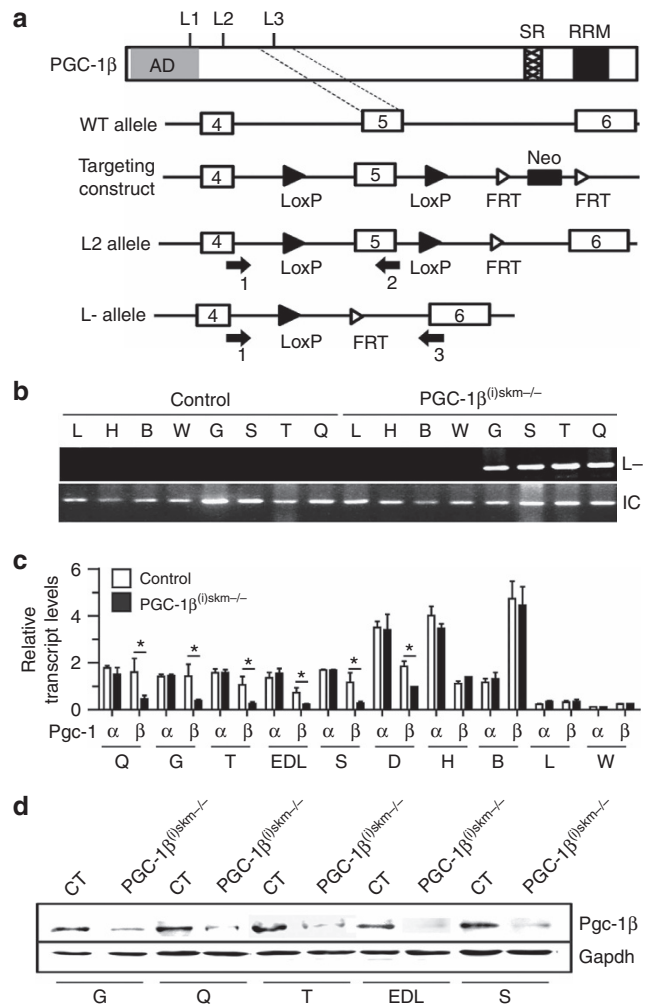 a
L1 L2 L3 SR RRM
PGC-1β AD
WT allele 4 5 6
Targeting construct 4 5 Neo
LoxP LoxP FRT FRT
L2 allele 4 5 6
1 LoxP 2 LoxP FRT
L- allele 4 6
1 LoxP FRT 3
b
Control PGC-1β(i)skm–/–
L H B W G S T Q L H B W G S T Q
L–
IC
c
Relative transcript levels
6
4
2
0
Control
PGC-1β(i)skm–/–
* * * * * *
Pgc-1 α β α β α β α β α β α β α β α β α β α β
Q G T EDL S D H B L W
d
CT PGC-1β(i)skm–/– CT PGC-1β(i)skm–/– CT PGC-1β(i)skm–/– CT PGC-1β(i)skm–/– CT PGC-1β(i)skm–/–
Pgc-1β
Gapdh
G Q T EDL S